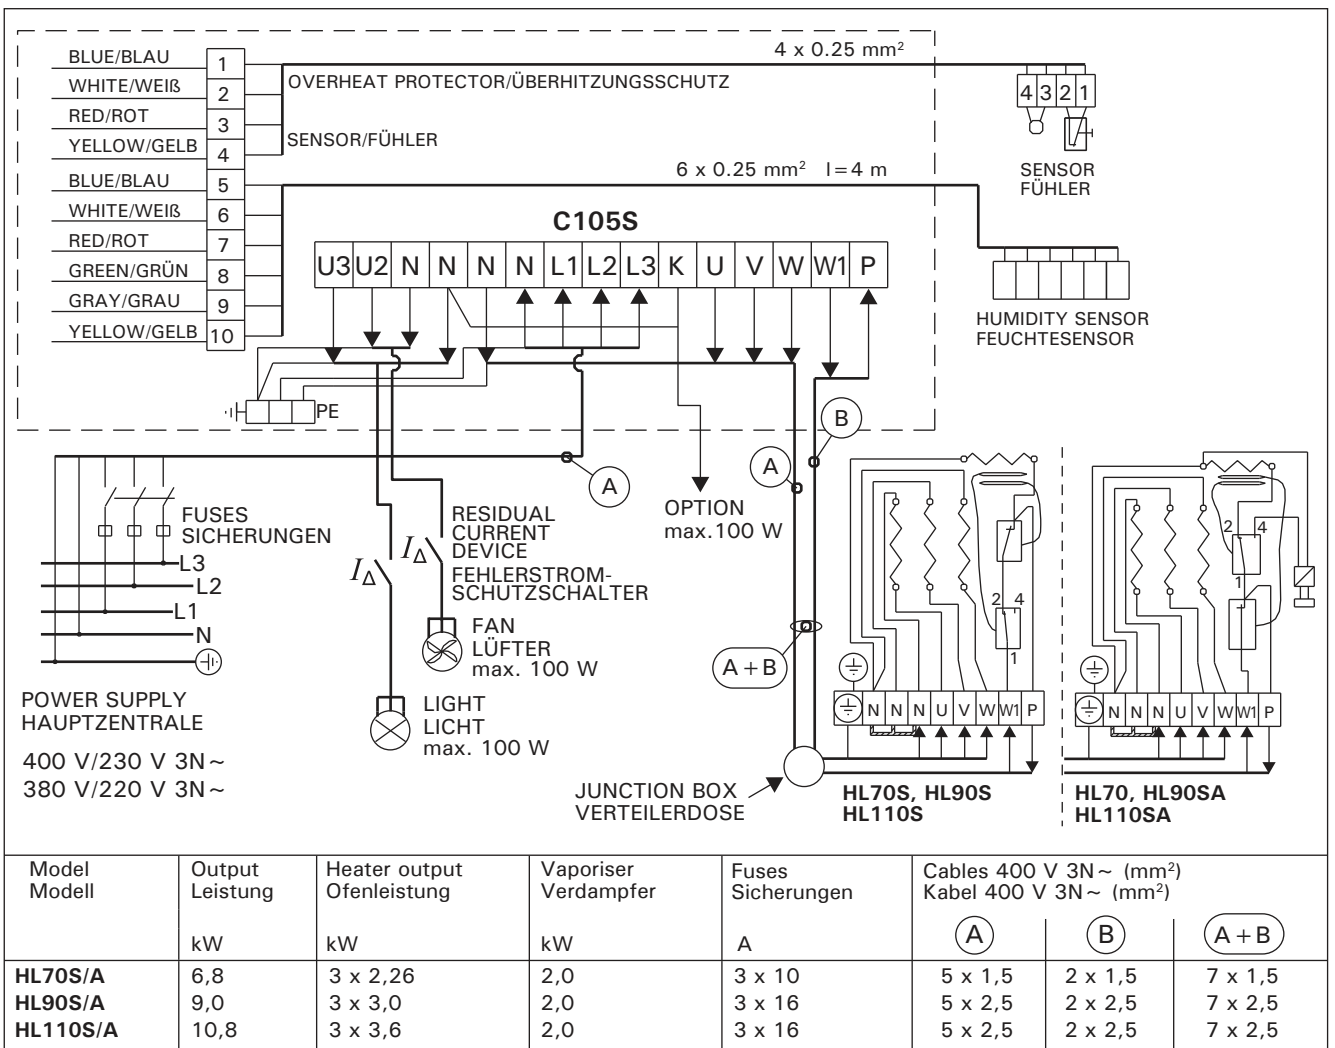 4 x 0.25 mm²
BLUE/BLAU 1
WHITE/WEIß 2
RED/ROT 3
YELLOW/GELB 4
BLUE/BLAU 5
WHITE/WEIß 6
RED/ROT 7
GREEN/GRÜN 8
GRAY/GRAU 9
YELLOW/GELB 10
OVERHEAT PROTECTOR/ÜBERHITZUNGSSCHUTZ
SENSOR/FÜHLER
4 3 2 1
SENSOR
FÜHLER
6 x 0.25 mm² l=4 m
C105S
U3 U2 N N N N L1 L2 L3 K U V W W1 P
HUMIDITY SENSOR
FEUCHTESENSOR
PE
B
A
A
OPTION
max.100 W
FUSES
SICHERUNGEN
L3
L2
L1
N
RESIDUAL
CURRENT
DEVICE
FEHLERSTROM-
SCHUTZSCHALTER
I∆
I∆
FAN
LÜFTER
max. 100 W
LIGHT
LICHT
max. 100 W
POWER SUPPLY
HAUPTZENTRALE
400 V/230 V 3N~
380 V/220 V 3N~
A+B
JUNCTION BOX
VERTEILERDOSE
2 4
1
N N N U V W W1 P
HL70S, HL90S
HL110S
2 4
1
N N N U V W W1 P
HL70, HL90SA
HL110SA
Model Output Heater output Vaporiser Fuses Cables 400 V 3N~ (mm²)
Modell Leistung Ofenleistung Verdampfer Sicherungen Kabel 400 V 3N~ (mm²)
kW kW kW A A B A+B
HL70S/A 6,8 3 x 2,26 2,0 3 x 10 5 x 1,5 2 x 1,5 7 x 1,5
HL90S/A 9,0 3 x 3,0 2,0 3 x 16 5 x 2,5 2 x 2,5 7 x 2,5
HL110S/A 10,8 3 x 3,6 2,0 3 x 16 5 x 2,5 2 x 2,5 7 x 2,5